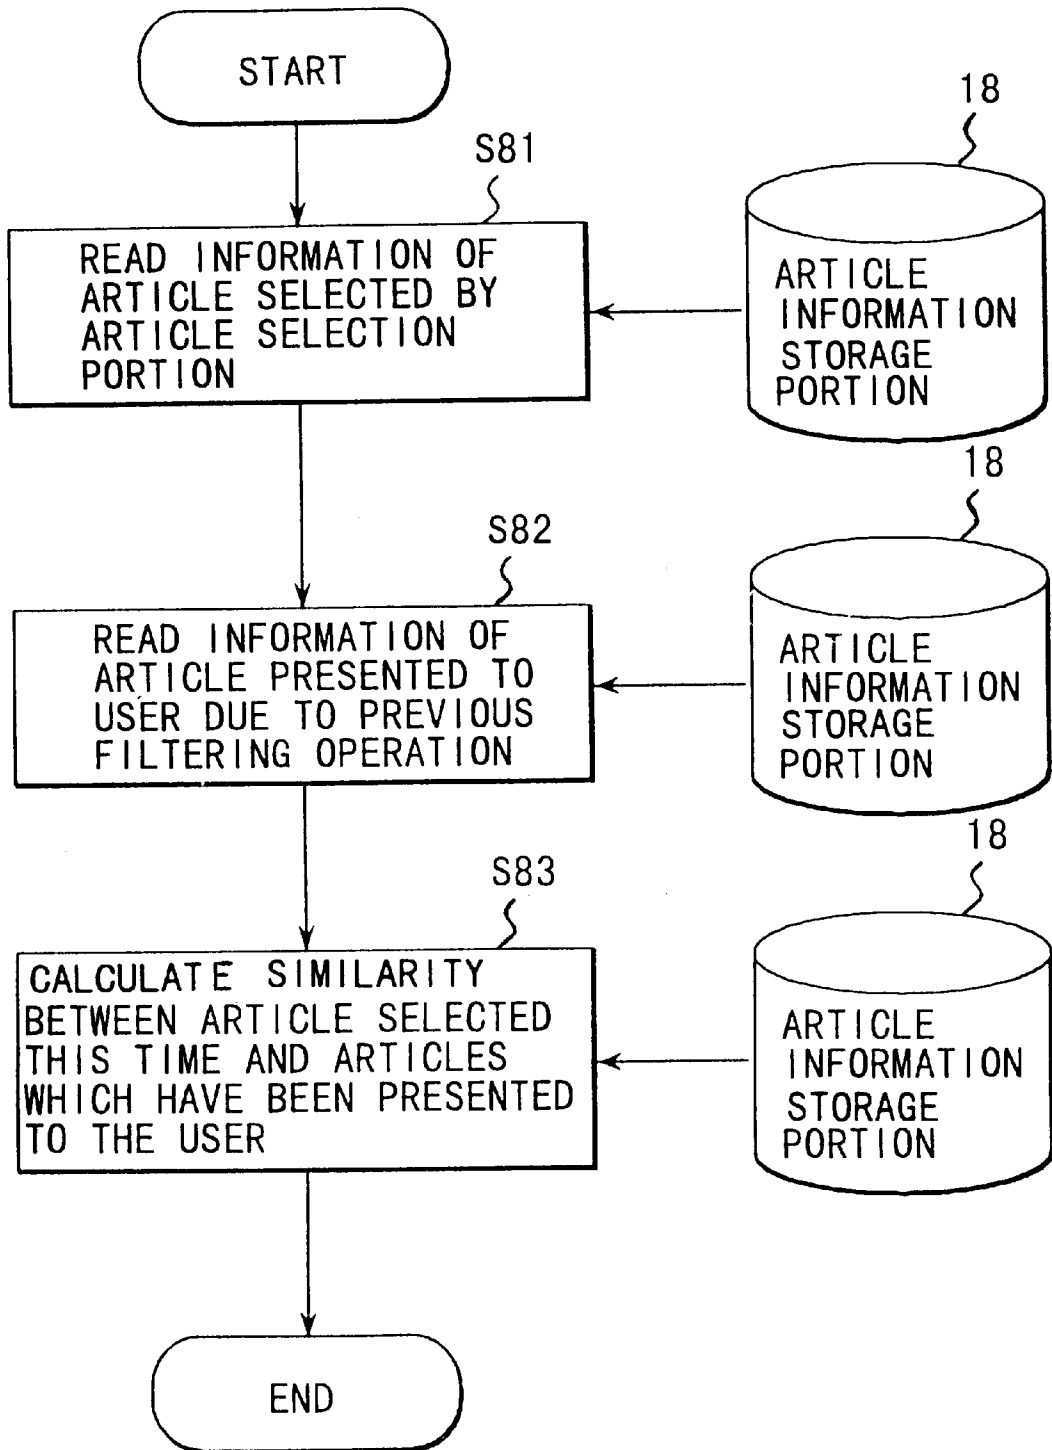 START
S81
READ INFORMATION OF
ARTICLE SELECTED BY
ARTICLE SELECTION
PORTION
18
ARTICLE
INFORMATION
STORAGE
PORTION
S82
READ INFORMATION OF
ARTICLE PRESENTED TO
USER DUE TO PREVIOUS
FILTERING OPERATION
18
ARTICLE
INFORMATION
STORAGE
PORTION
S83
CALCULATE SIMILARITY
BETWEEN ARTICLE SELECTED
THIS TIME AND ARTICLES
WHICH HAVE BEEN PRESENTED
TO THE USER
18
ARTICLE
INFORMATION
STORAGE
PORTION
END